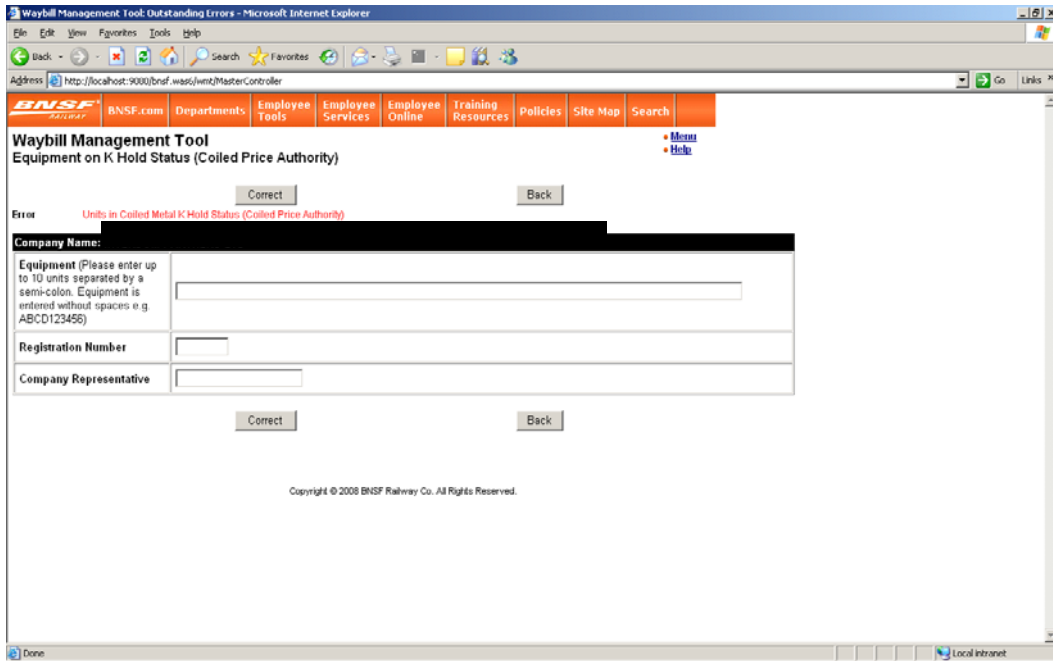 Waybill Management Tool: Outstanding Errors - Microsoft Internet Explorer
File Edit View Favorites Tools Help
Back Search Favorites
Address http://localhost:9080/bnsf.was6/wmt/MasterController Go Links »
BNSF RAILWAY BNSF.com Departments Employee Tools Employee Services Employee Online Training Resources Policies Site Map Search
Waybill Management Tool
Equipment on K Hold Status (Coiled Price Authority)
Menu
Help
Correct Back
Error Units in Coiled Metal K Hold Status (Coiled Price Authority)
Company Name:
Equipment (Please enter up
to 10 units separated by a
semi-colon. Equipment is
entered without spaces e.g.
ABCD123456)
Registration Number
Company Representative
Correct Back
Copyright © 2008 BNSF Railway Co. All Rights Reserved.
Done Local intranet